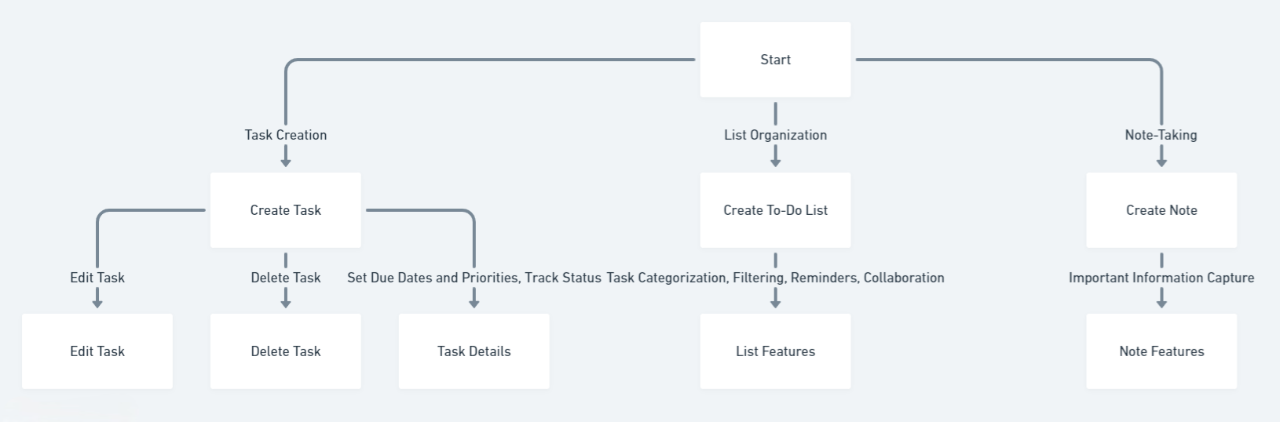 Start
Task Creation
List Organization
Note-Taking
Create Task
Create To-Do List
Create Note
Edit Task
Delete Task
Set Due Dates and Priorities, Track Status
Task Categorization, Filtering, Reminders, Collaboration
Important Information Capture
Edit Task
Delete Task
Task Details
List Features
Note Features